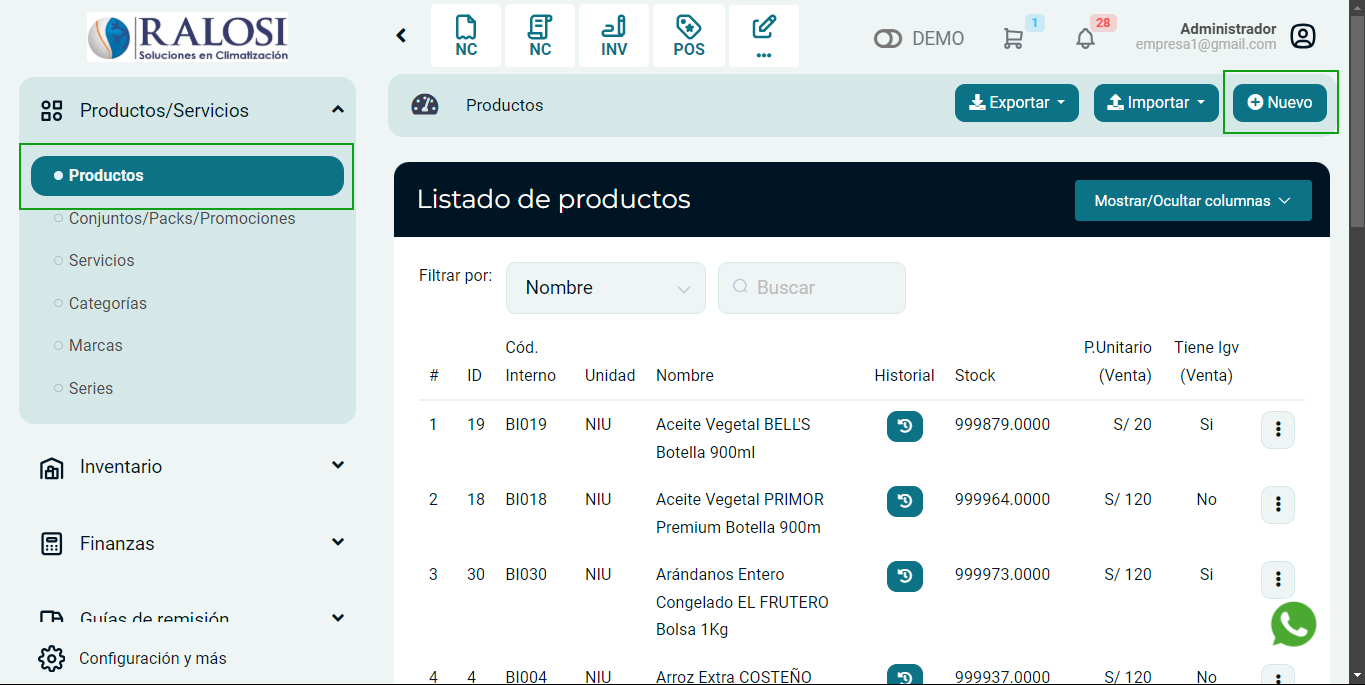 RALOSI
Soluciones en Climatización
NC
NC
INV
POS
...
DEMO
1
28
Administrador
empresa1@gmail.com
Productos/Servicios
Productos
Conjuntos/Packs/Promociones
Servicios
Categorías
Marcas
Series
Inventario
Finanzas
Guías de remisión
Configuración y más
Productos
Exportar
Importar
Nuevo
Listado de productos
Mostrar/Ocultar columnas
Filtrar por:
Nombre
Buscar
# ID Cód. Interno Unidad Nombre Historial Stock P.Unitario (Venta) Tiene Igv (Venta)
1 19 BI019 NIU Aceite Vegetal BELL'S 999879.0000 S/ 20 Si
Botella 900ml
2 18 BI018 NIU Aceite Vegetal PRIMOR 999964.0000 S/ 120 No
Premium Botella 900m
3 30 BI030 NIU Arándanos Entero 999973.0000 S/ 120 Si
Congelado EL FRUTERO
Bolsa 1Kg
4 4 BI004 NIU Arroz Extra COSTEÑO 999937.0000 S/ 120 No